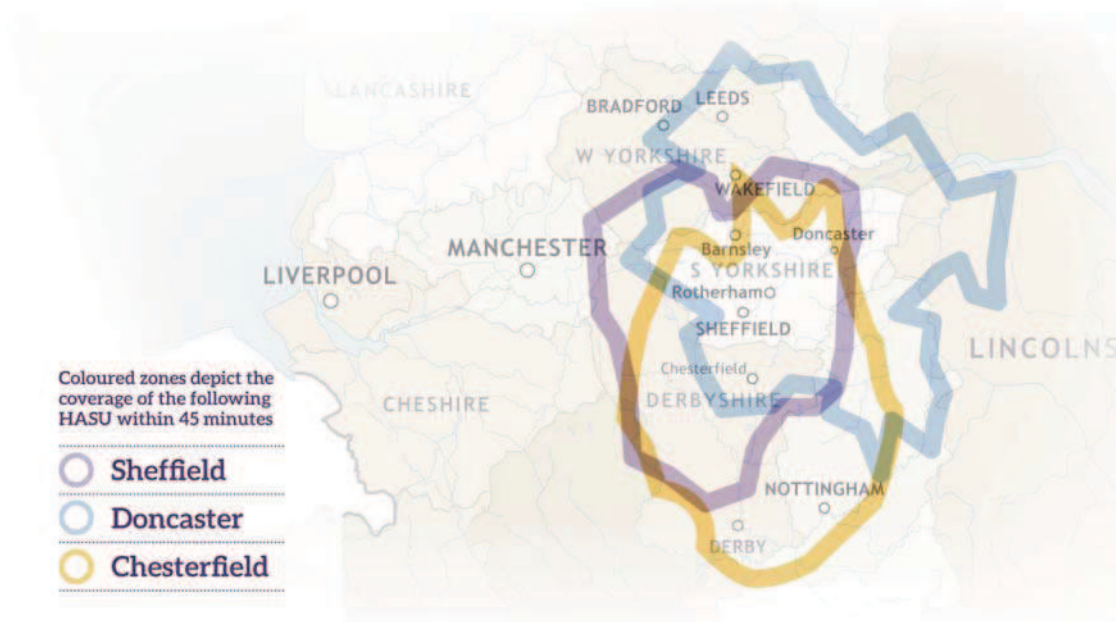 LANCASHIRE
BRADFORD
LEEDS
W YORKSHIRE
WAKEFIELD
MANCHESTER
Barnsley
Doncaster
S YORKSHIRE
LIVERPOOL
Rotherham
SHEFFIELD
LINCOLNS
Chesterfield
CHESHIRE
DERBYSHIRE
NOTTINGHAM
DERBY
Coloured zones depict the
coverage of the following
HASU within 45 minutes
Sheffield
Doncaster
Chesterfield